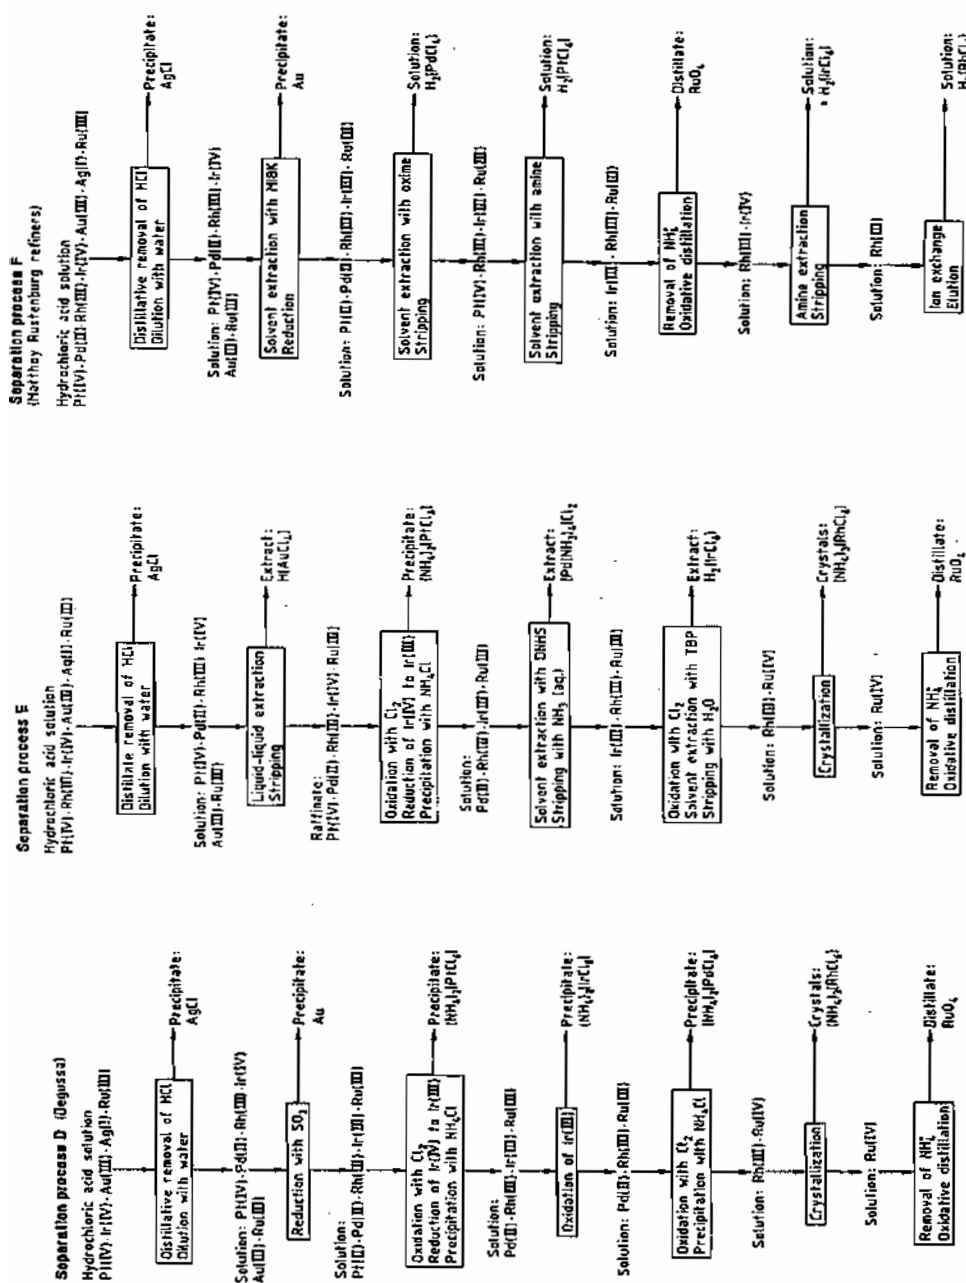 Separation process D (Degussa)
Hydrochloric acid solution
Pt(IV)·Ir(IV)·Au(III)·Ag(I)·Ru(III)
Distillative removal of HCl
Dilution with water
Precipitate:
AgCl
Solution: Pt(IV)·Pd(II)·Rh(III)·Ir(IV)
Au(III)·Ru(III)
Reduction with SO2
Precipitate:
Au
Solution:
Pt(II)·Pd(II)·Rh(III)·Ir(III)·Ru(III)
Oxidation with Cl2
Reduction of Ir(IV) to Ir(III)
Precipitation with NH4Cl
Precipitate:
(NH4)2[PtCl6]
Solution:
Pd(II)·Rh(III)·Ir(III)·Ru(III)
Oxidation of Ir(III)
Precipitate:
(NH4)2[IrCl6]
Solution: Pd(II)·Rh(III)·Ru(III)
Oxidation with Cl2
Precipitation with NH4Cl
Precipitate:
(NH4)2[PdCl6]
Solution: Rh(III)·Ru(IV)
Crystallization
Crystals:
(NH4)3[RhCl6]
Solution: Ru(IV)
Removal of NH4+
Oxidative distillation
Distillate:
RuO4
Separation process E
Hydrochloric acid solution
Pt(IV)·Rh(III)·Ir(IV)·Au(III)·Ag(I)·Ru(III)
Distillate removal of HCl
Dilution with water
Precipitate:
AgCl
Solution: Pt(IV)·Pd(II)·Rh(III)·Ir(IV)
Au(III)·Ru(III)
Liquid-liquid extraction
Stripping
Extract:
H[AuCl4]
Raffinate:
Pt(IV)·Pd(II)·Rh(III)·Ir(IV)·Ru(III)
Oxidation with Cl2
Reduction of Ir(IV) to Ir(III)
Precipitation with NH4Cl
Precipitate:
(NH4)2[PtCl6]
Solution:
Pd(II)·Rh(IV)·Ir(III)·Ru(III)
Solvent extraction with DNHS
Stripping with NH3 (aq.)
Extract:
[Pd(NH3)4]Cl2
Solution: Ir(III)·Rh(III)·Ru(III)
Oxidation with Cl2
Solvent extraction with TBP
Stripping with H2O
Extract:
H2[IrCl6]
Solution: Rh(III)·Ru(IV)
Crystallization
Crystals:
(NH4)3[RhCl6]
Solution: Ru(IV)
Removal of NH4+
Oxidative distillation
Distillate:
RuO4
Separation process F
(Matthey Rustenburg refiners)
Hydrochloric acid solution
Pt(IV)·Pd(II)·Rh(III)·Ir(IV)·Au(III)·Ag(I)·Ru(III)
Distillative removal of HCl
Dilution with water
Precipitate:
AgCl
Solution: Pt(IV)·Pd(II)·Rh(III)·Ir(IV)
Au(III)·Ru(III)
Solvent extraction with MIBK
Reduction
Precipitate:
Au
Solution: Pt(II)·Pd(II)·Rh(III)·Ir(III)·Ru(III)
Solvent extraction with oxime
Stripping
Solution:
H2[PdCl4]
Solution: Pt(IV)·Rh(III)·Ir(III)·Ru(III)
Solvent extraction with amine
Stripping
Solution:
H2[PtCl6]
Solution: Ir(III)·Rh(III)·Ru(III)
Removal of NH4+
Oxidative distillation
Distillate
RuO4
Solution: Rh(III)·Ir(IV)
Amine extraction
Stripping
Solution:
H2[IrCl6]
Solution: Rh(III)
Ion exchange
Elution
Solution: